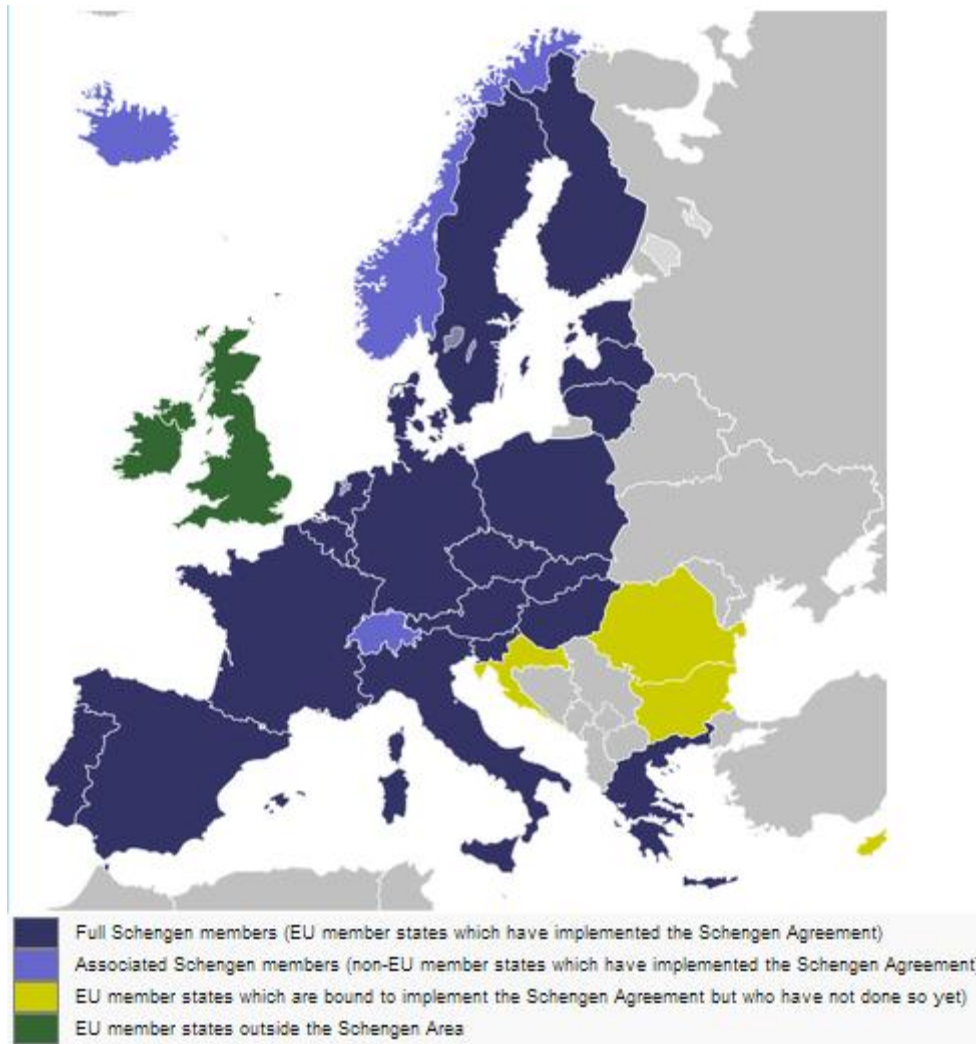 Full Schengen members (EU member states which have implemented the Schengen Agreement)
Associated Schengen members (non-EU member states which have implemented the Schengen Agreement)
EU member states which are bound to implement the Schengen Agreement but who have not done so yet)
EU member states outside the Schengen Area